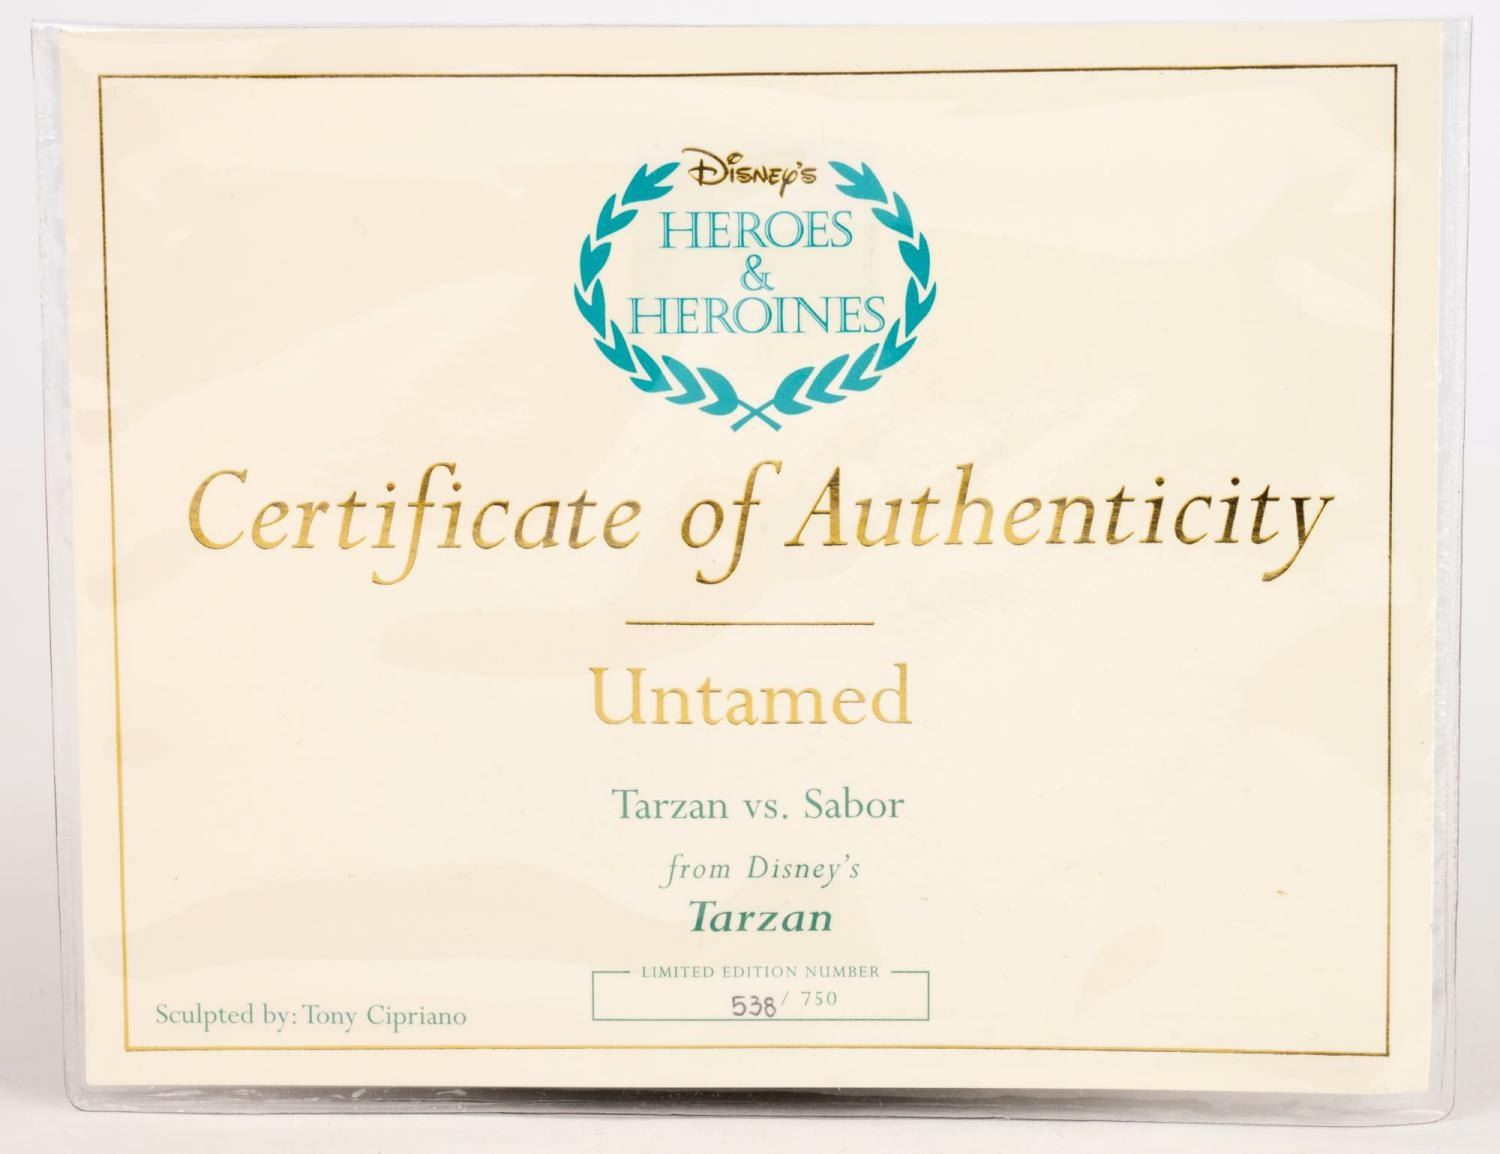 Disney's
HEROES
&
HEROINES
Certificate of Authenticity
Untamed
Tarzan vs. Sabor
from Disney's
Tarzan
LIMITED EDITION NUMBER
538 / 750
Sculpted by: Tony Cipriano